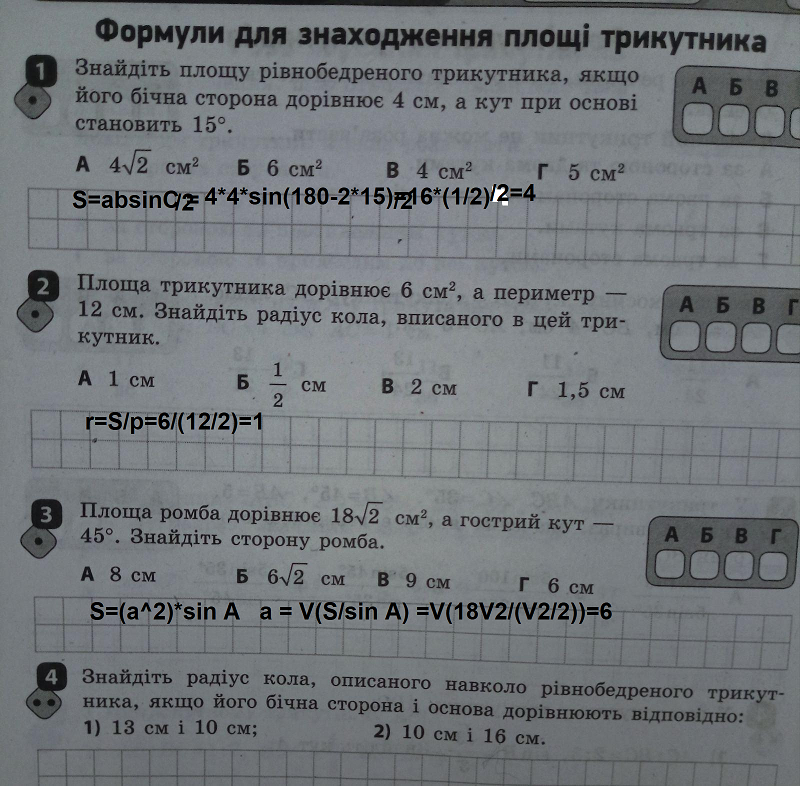 Формули для знаходження площі трикутника
1 Знайдіть площу рівнобедреного трикутника, якщо
його бічна сторона дорівнює 4 см, а кут при основі
становить 15°.
А Б В
А 4√2 см² Б 6 см² В 4 см² Г 5 см²
S=absinC/2= 4*4*sin(180-2*15)/2=16*(1/2)/2=4
2 Площа трикутника дорівнює 6 см², а периметр —
12 см. Знайдіть радіус кола, вписаного в цей три-
кутник.
А Б В Г
А 1 см Б 1/2 см В 2 см Г 1,5 см
r=S/p=6/(12/2)=1
3 Площа ромба дорівнює 18√2 см², а гострий кут —
45°. Знайдіть сторону ромба.
А Б В Г
А 8 см Б 6√2 см В 9 см Г 6 см
S=(a^2)*sin A a = V(S/sin A) =V(18V2/(V2/2))=6
4 Знайдіть радіус кола, описаного навколо рівнобедреного трикут-
ника, якщо його бічна сторона і основа дорівнюють відповідно:
1) 13 см і 10 см; 2) 10 см і 16 см.